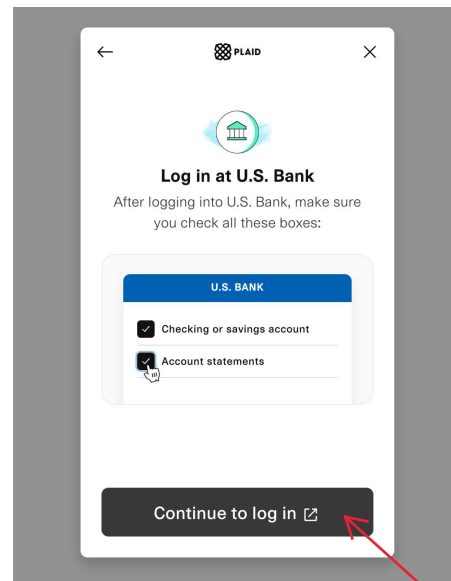 PLAID
Log in at U.S. Bank
After logging into U.S. Bank, make sure
you check all these boxes:
U.S. BANK
Checking or savings account
Account statements
Continue to log in